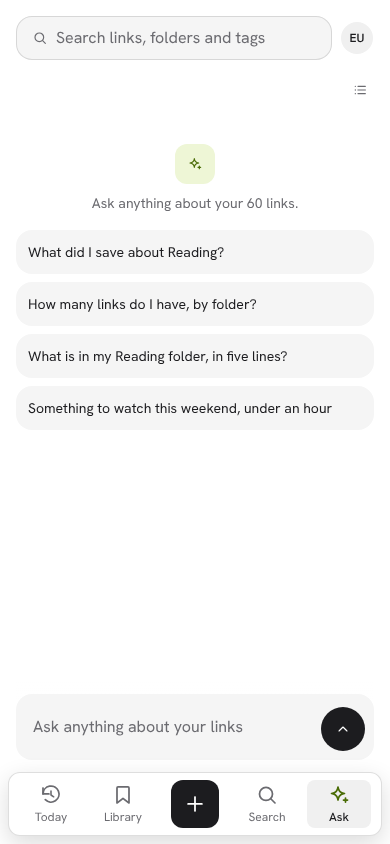 Search links, folders and tags
EU
Ask anything about your 60 links.
What did I save about Reading?
How many links do I have, by folder?
What is in my Reading folder, in five lines?
Something to watch this weekend, under an hour
Ask anything about your links
Today
Library
Search
Ask